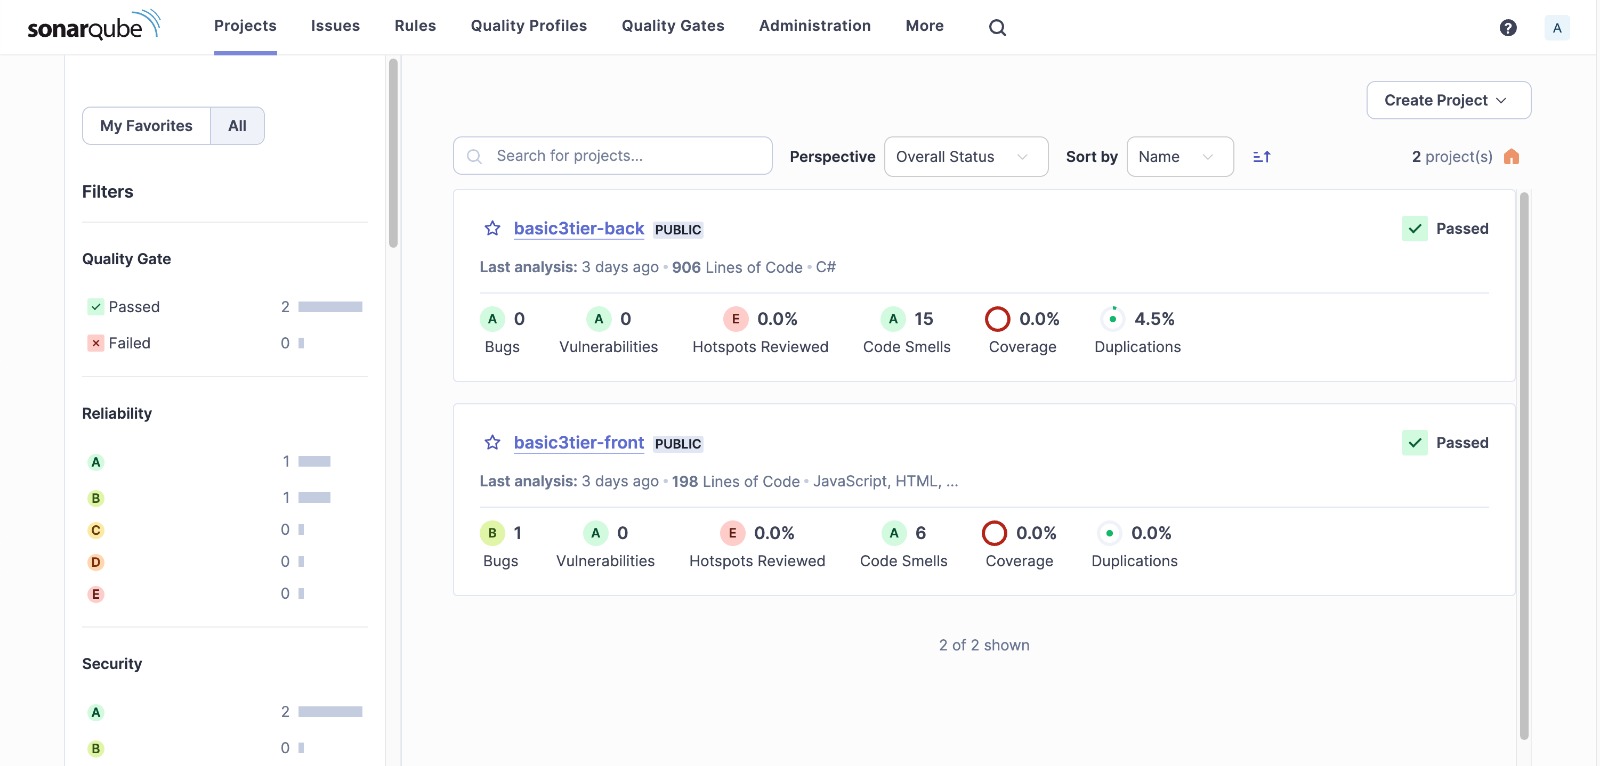 sonarqube Projects Issues Rules Quality Profiles Quality Gates Administration More ? A
My Favorites All
Filters
Quality Gate
Passed 2
Failed 0
Reliability
A 1
B 1
C 0
D 0
E 0
Security
A 2
B 0
Create Project
Search for projects... Perspective Overall Status Sort by Name 2 project(s)
basic3tier-back PUBLIC Passed
Last analysis: 3 days ago • 906 Lines of Code • C#
A 0 A 0 E 0.0% A 15 0.0% 4.5%
Bugs Vulnerabilities Hotspots Reviewed Code Smells Coverage Duplications
basic3tier-front PUBLIC Passed
Last analysis: 3 days ago • 198 Lines of Code • JavaScript, HTML, ...
B 1 A 0 E 0.0% A 6 0.0% 0.0%
Bugs Vulnerabilities Hotspots Reviewed Code Smells Coverage Duplications
2 of 2 shown